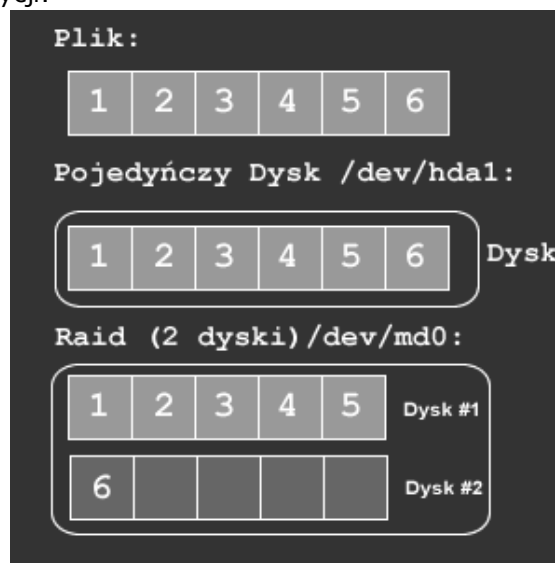 Plik:
1 2 3 4 5 6
Pojedyńczy Dysk /dev/hda1:
1 2 3 4 5 6 Dysk
Raid (2 dyski)/dev/md0:
1 2 3 4 5 Dysk #1
6 Dysk #2